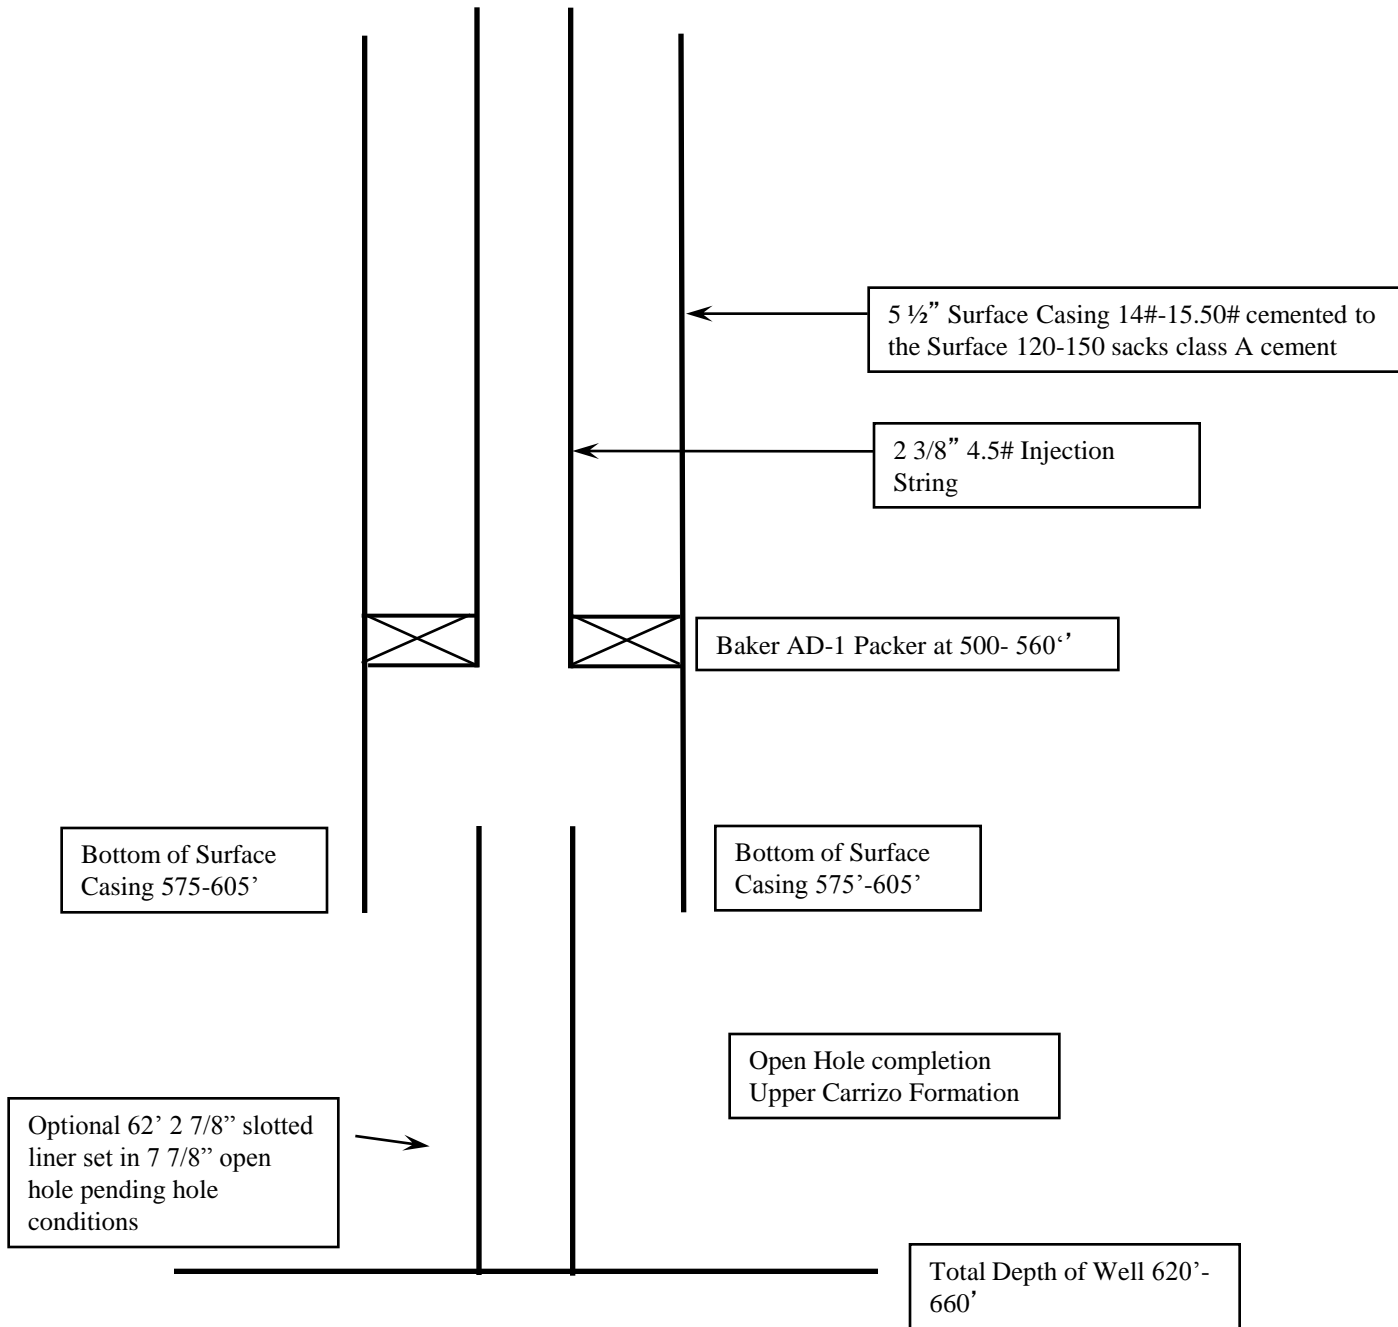 5 ½” Surface Casing 14#-15.50# cemented to
the Surface 120-150 sacks class A cement
2 3/8” 4.5# Injection
String
Baker AD-1 Packer at 500- 560‘’
Bottom of Surface
Casing 575-605’
Bottom of Surface
Casing 575’-605’
Open Hole completion
Upper Carrizo Formation
Optional 62’ 2 7/8” slotted
liner set in 7 7/8” open
hole pending hole
conditions
Total Depth of Well 620’-
660’